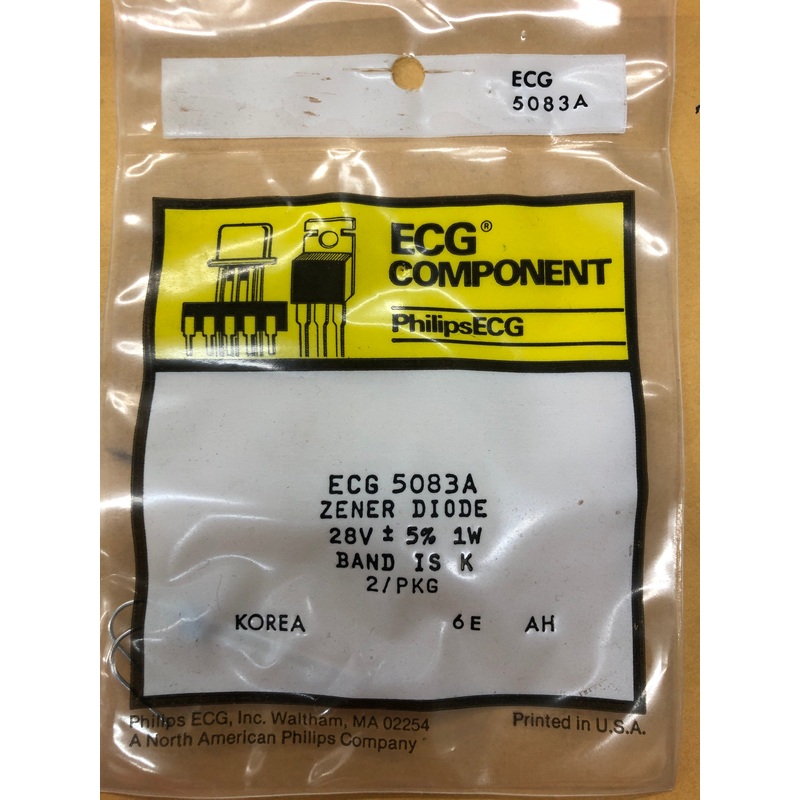 ECG
5083A
ECG®
COMPONENT
PhilipsECG
ECG 5083A
ZENER DIODE
28V ± 5% 1W
BAND IS K
2/PKG
KOREA 6E AH
Philips ECG, Inc. Waltham, MA 02254
A North American Philips Company
Printed in U.S.A.